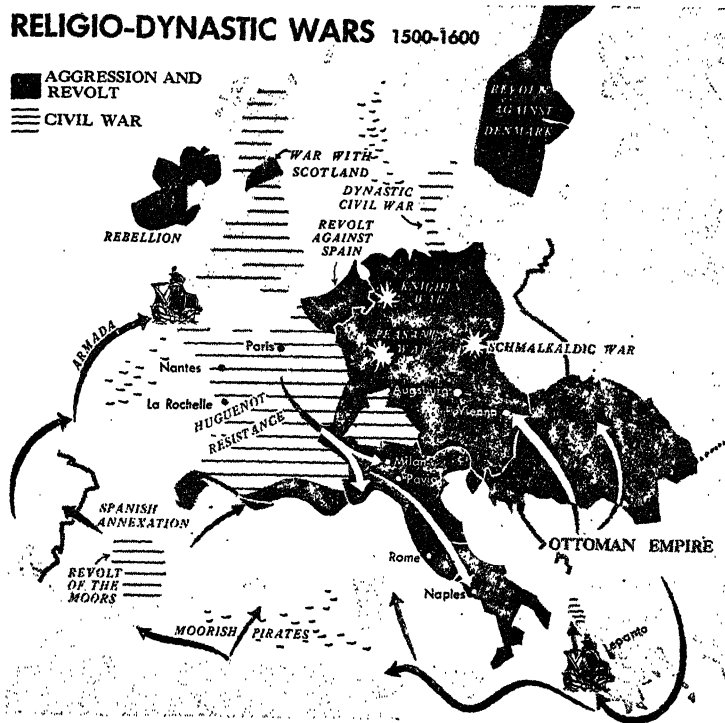 RELIGIO-DYNASTIC WARS 1500-1600
AGGRESSION AND
REVOLT
CIVIL WAR
REVOLT
AGAINST
DENMARK
WAR WITH
SCOTLAND
DYNASTIC
CIVIL WAR
REBELLION
REVOLT
AGAINST
SPAIN
KNIGHTS
WAR
ARMADA
PEASANTS
SCHMALKALDIC WAR
Paris
Nantes
La Rochelle
HUGUENOT
RESISTANCE
Augsburg
Vienna
Milan
Pavia
SPANISH
ANNEXATION
REVOLT
OF THE
MOORS
OTTOMAN EMPIRE
Rome
Naples
MOORISH PIRATES
Lepanto